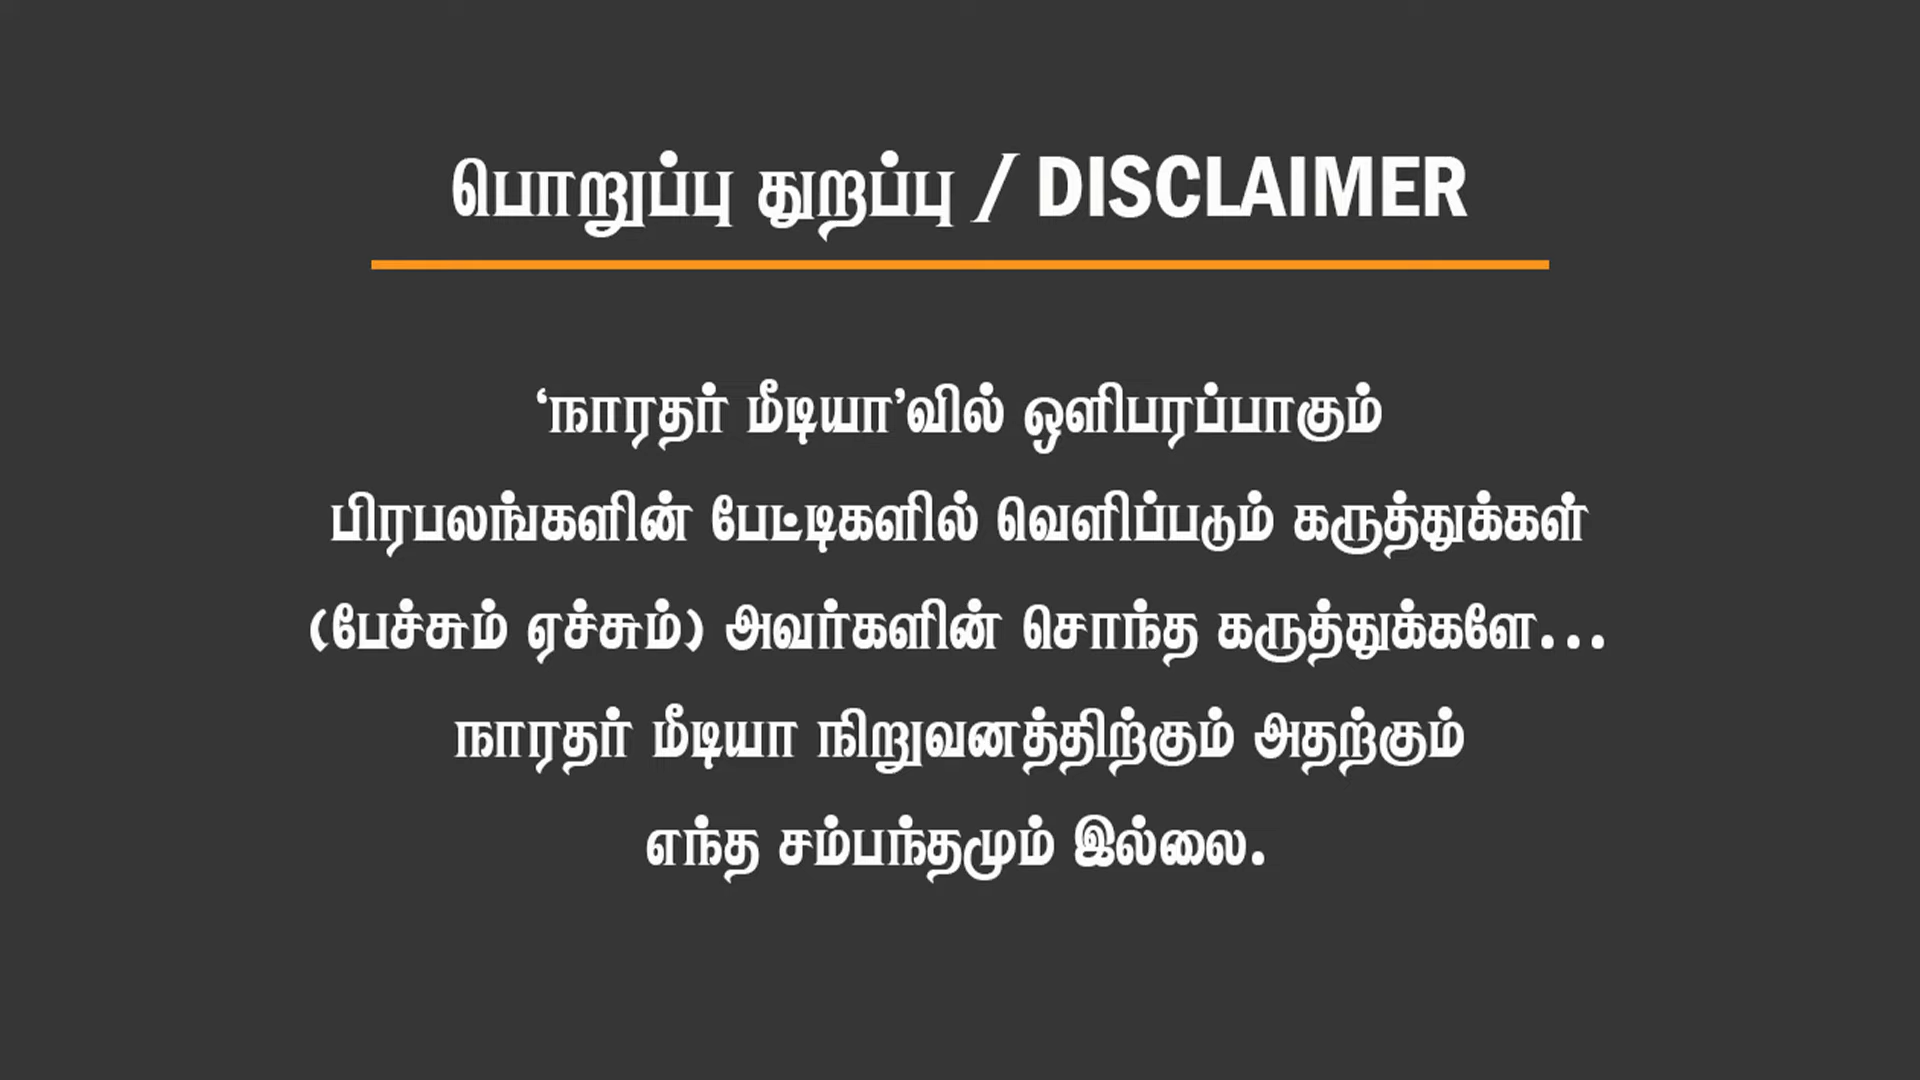 பொறுப்பு துறப்பு / DISCLAIMER
‘நாரதர் மீடியா’வில் ஒளிபரப்பாகும்
பிரபலங்களின் பேட்டிகளில் வெளிப்படும் கருத்துக்கள்
(பேச்சும் ஏச்சும்) அவர்களின் சொந்த கருத்துக்களே...
நாரதர் மீடியா நிறுவனத்திற்கும் அதற்கும்
எந்த சம்பந்தமும் இல்லை.